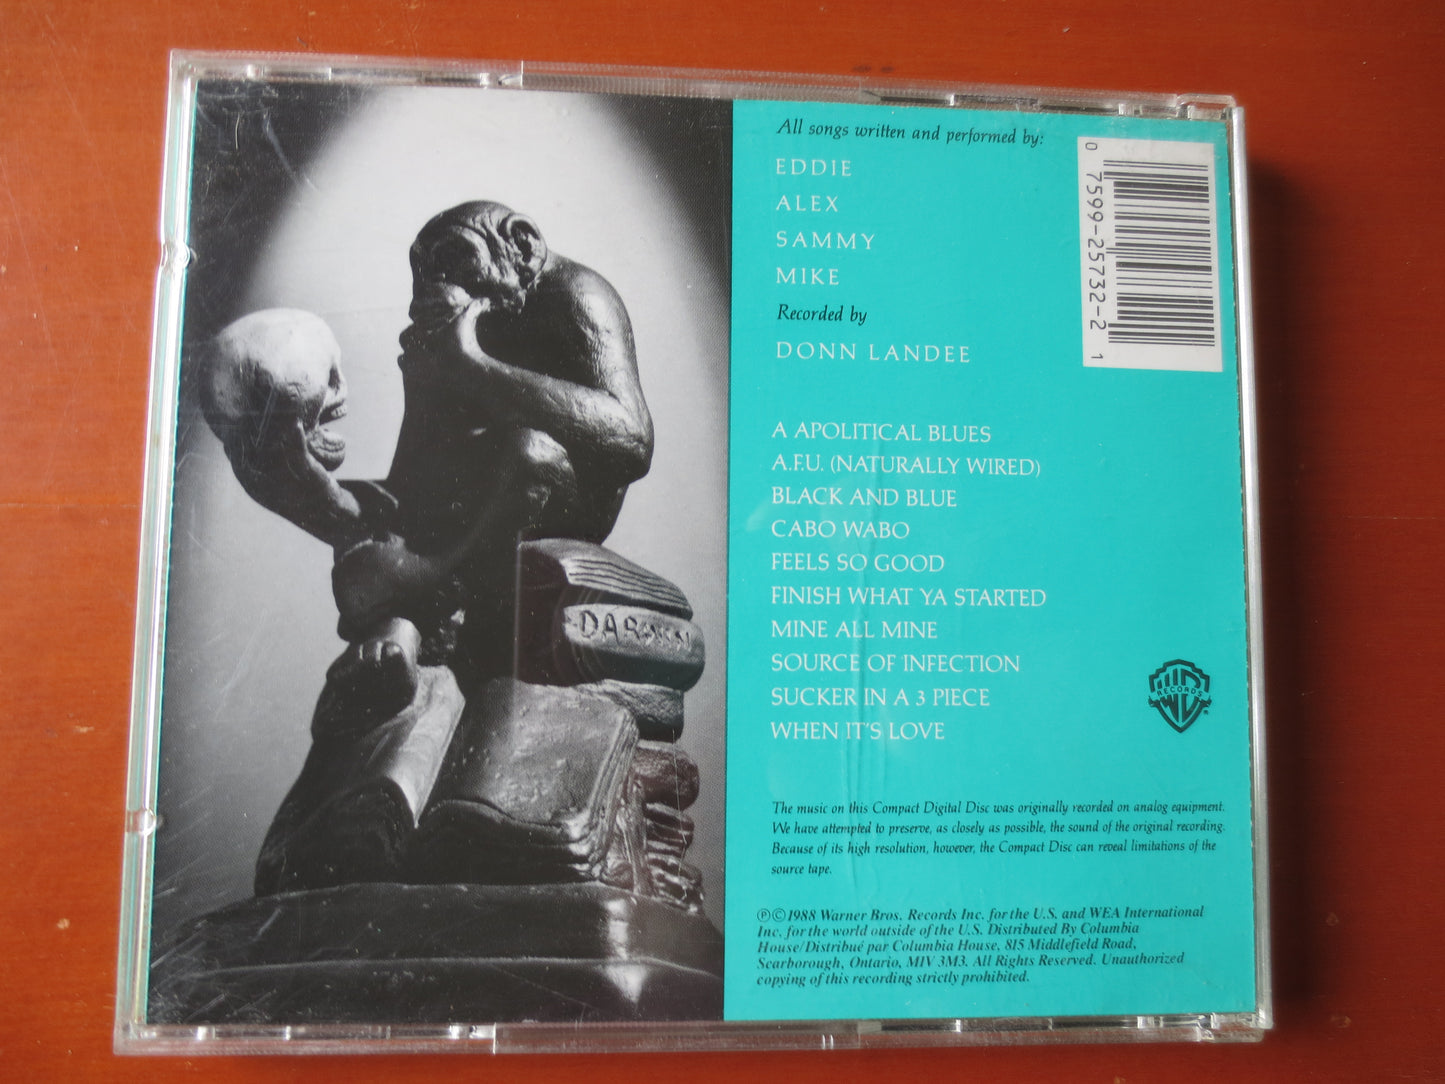 All songs written and performed by:
EDDIE
ALEX
SAMMY
MIKE
Recorded by
DONN LANDEE
0 7599-25732-2 1
A APOLITICAL BLUES
A.F.U. (NATURALLY WIRED)
BLACK AND BLUE
CABO WABO
FEELS SO GOOD
FINISH WHAT YA STARTED
MINE ALL MINE
SOURCE OF INFECTION
SUCKER IN A 3 PIECE
WHEN IT'S LOVE
RECORDS
The music on this Compact Digital Disc was originally recorded on analog equipment.
We have attempted to preserve, as closely as possible, the sound of the original recording.
Because of its high resolution, however, the Compact Disc can reveal limitations of the
source tape.
℗©1988 Warner Bros. Records Inc. for the U.S. and WEA International
Inc. for the world outside of the U.S. Distributed By Columbia
House/Distribué par Columbia House, 815 Middlefield Road,
Scarborough, Ontario, M1V 3M3. All Rights Reserved. Unauthorized
copying of this recording strictly prohibited.